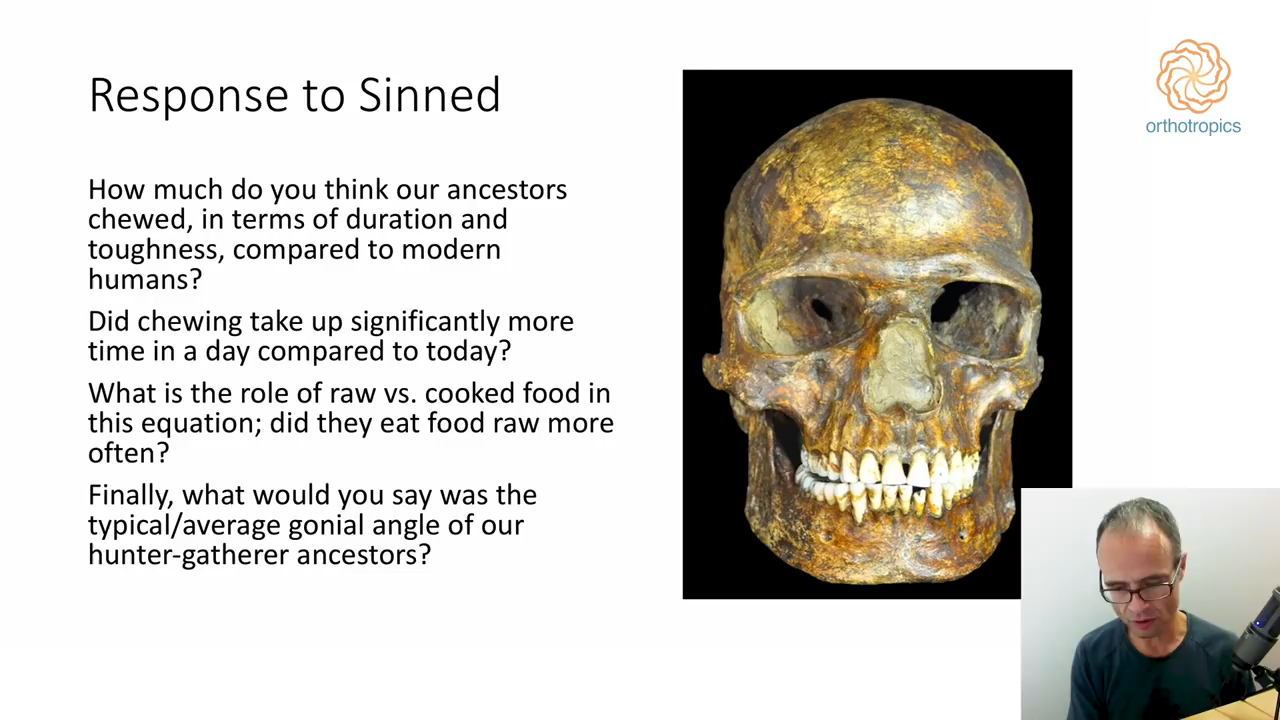 Response to Sinned
orthotropics
How much do you think our ancestors
chewed, in terms of duration and
toughness, compared to modern
humans?
Did chewing take up significantly more
time in a day compared to today?
What is the role of raw vs. cooked food in
this equation; did they eat food raw more
often?
Finally, what would you say was the
typical/average gonial angle of our
hunter-gatherer ancestors?